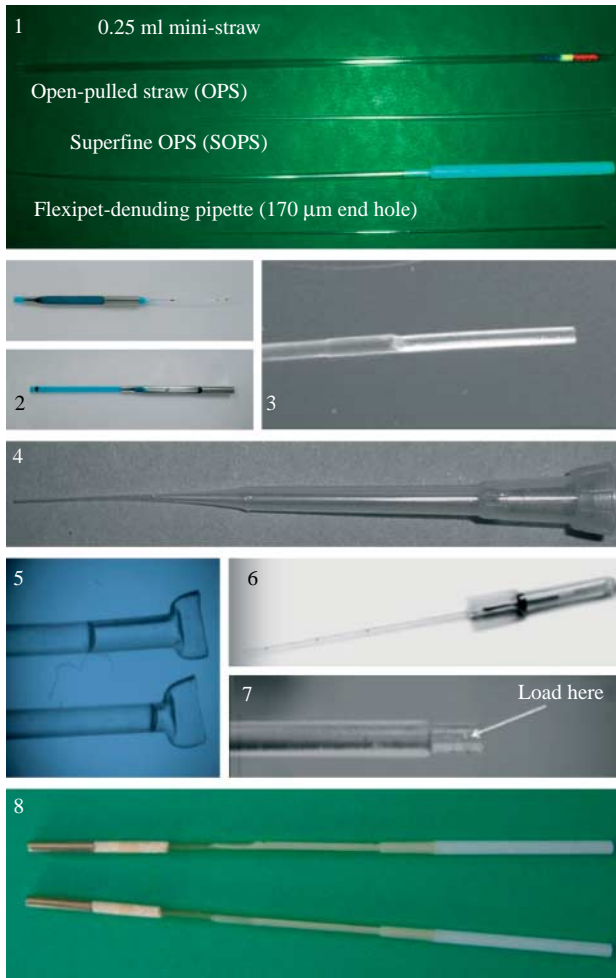 1
0.25 ml mini-straw
Open-pulled straw (OPS)
Superfine OPS (SOPS)
Flexipet-denuding pipette (170 μm end hole)
2
3
4
5
6
7
Load here
8